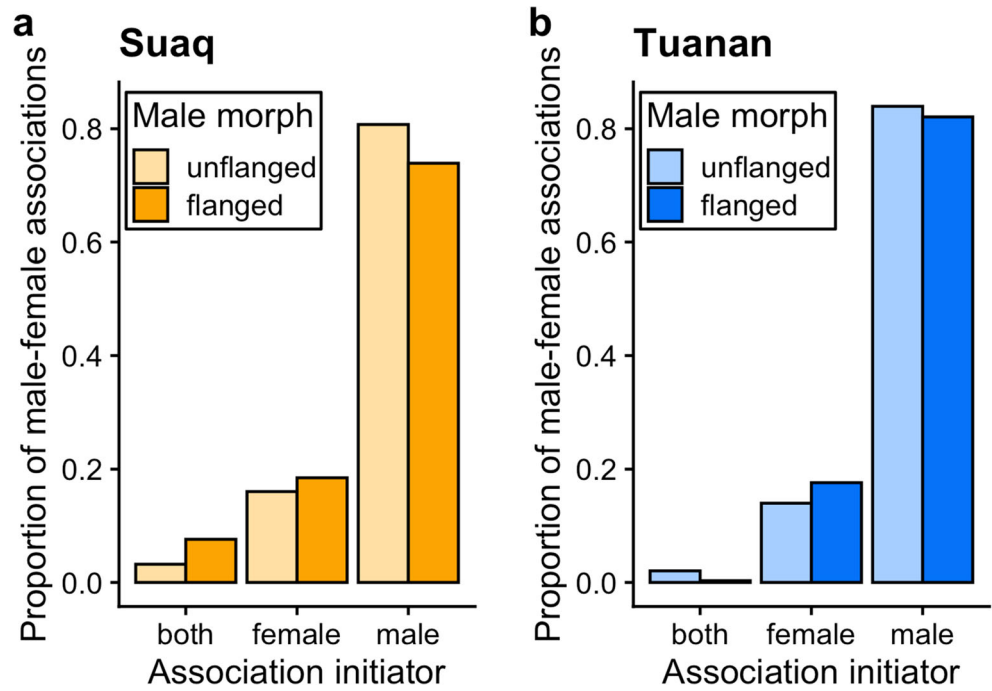 a
Suaq
Proportion of male-female associations
Male morph
unflanged
flanged
0.8
0.6
0.4
0.2
0.0
both female male
Association initiator
b
Tuanan
Proportion of male-female associations
Male morph
unflanged
flanged
0.8
0.6
0.4
0.2
0.0
both female male
Association initiator